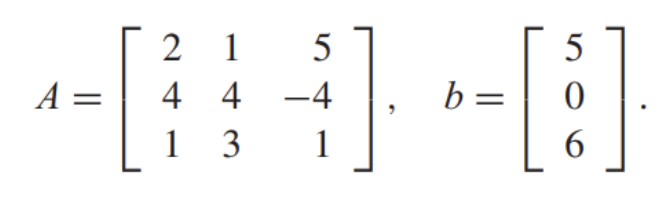 A = [ 2 1 5
4 4 −4
1 3 1 ], b = [ 5
0
6 ].